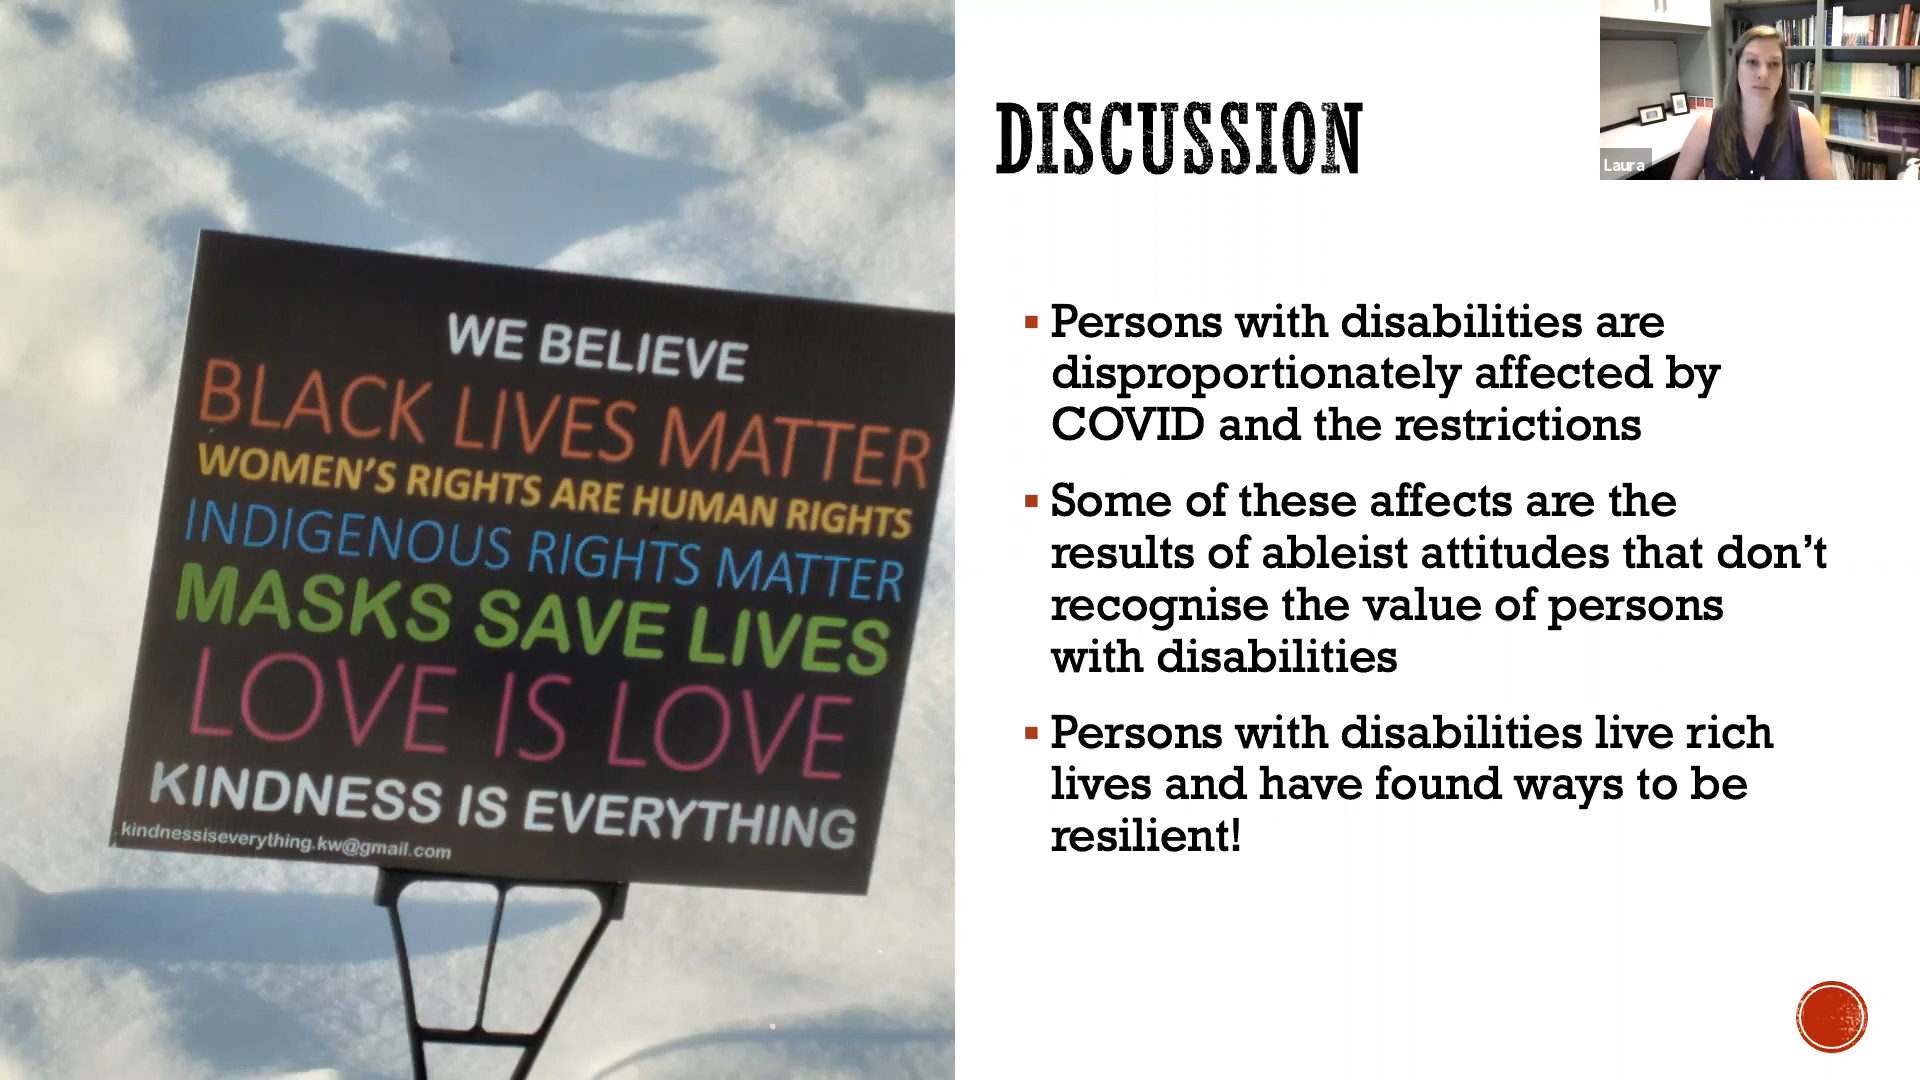 WE BELIEVE
BLACK LIVES MATTER
WOMEN'S RIGHTS ARE HUMAN RIGHTS
INDIGENOUS RIGHTS MATTER
MASKS SAVE LIVES
LOVE IS LOVE
KINDNESS IS EVERYTHING
kindnessiseverything.kw@gmail.com
DISCUSSION
Persons with disabilities are
disproportionately affected by
COVID and the restrictions
Some of these affects are the
results of ableist attitudes that don't
recognise the value of persons
with disabilities
Persons with disabilities live rich
lives and have found ways to be
resilient!
Laura